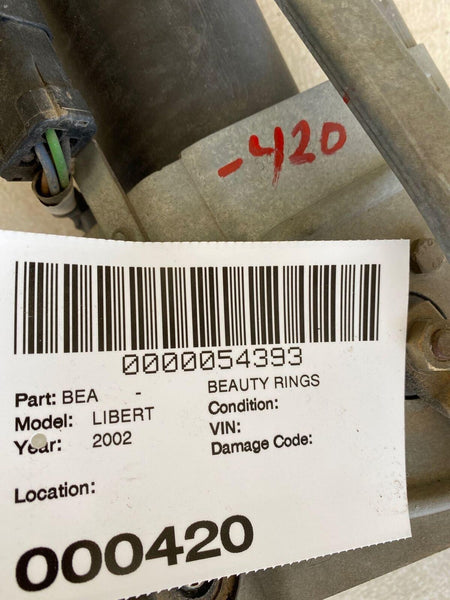 -420
0000054393
Part: BEA - BEAUTY RINGS
Model: LIBERT Condition:
Year: 2002 VIN:
Damage Code:
Location:
000420